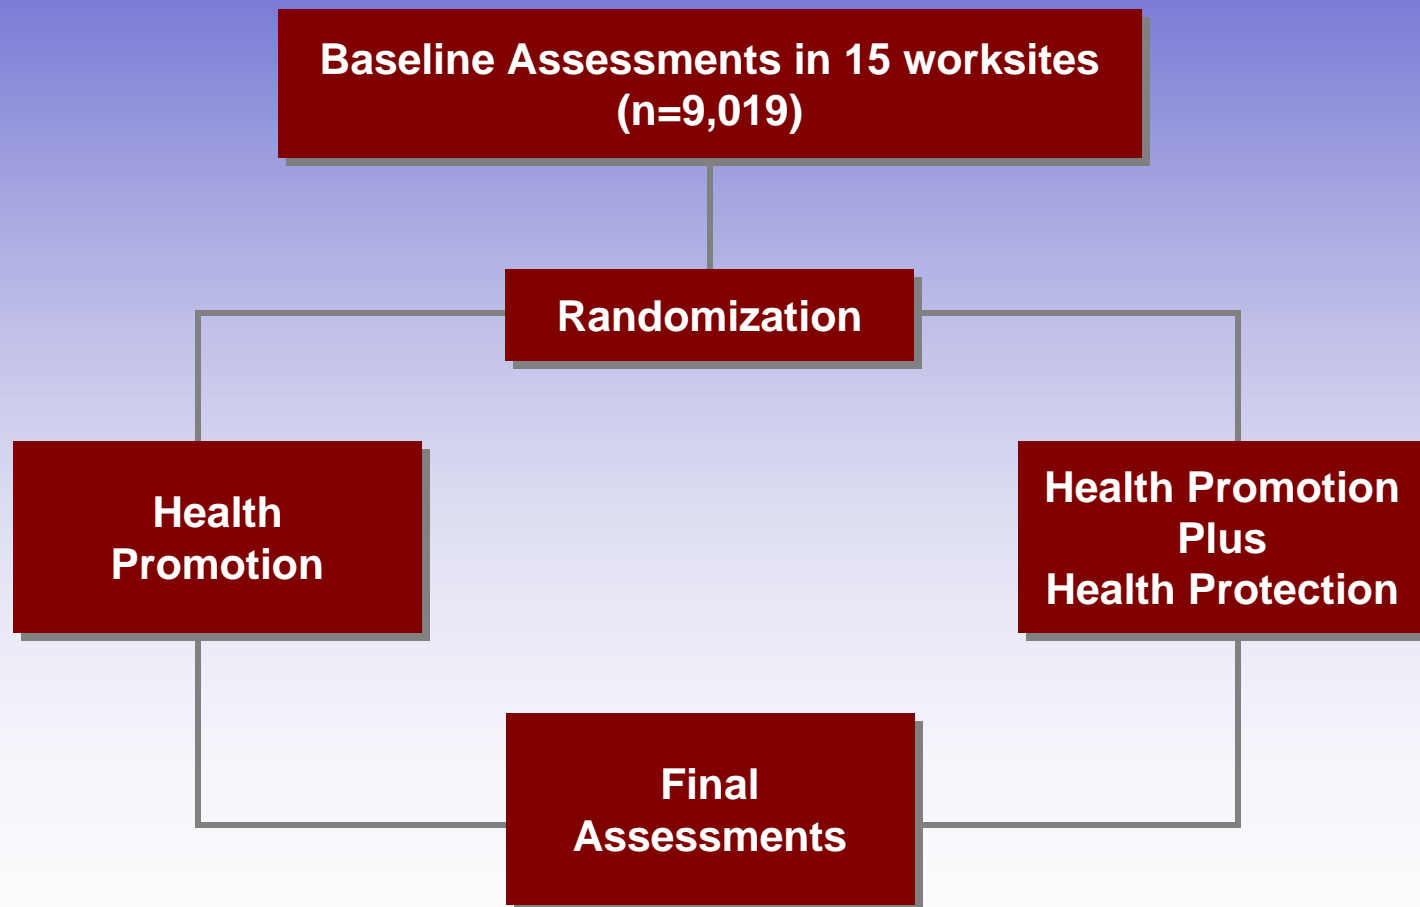 Baseline Assessments in 15 worksites
(n=9,019)
Randomization
Health
Promotion
Health Promotion
Plus
Health Protection
Final
Assessments